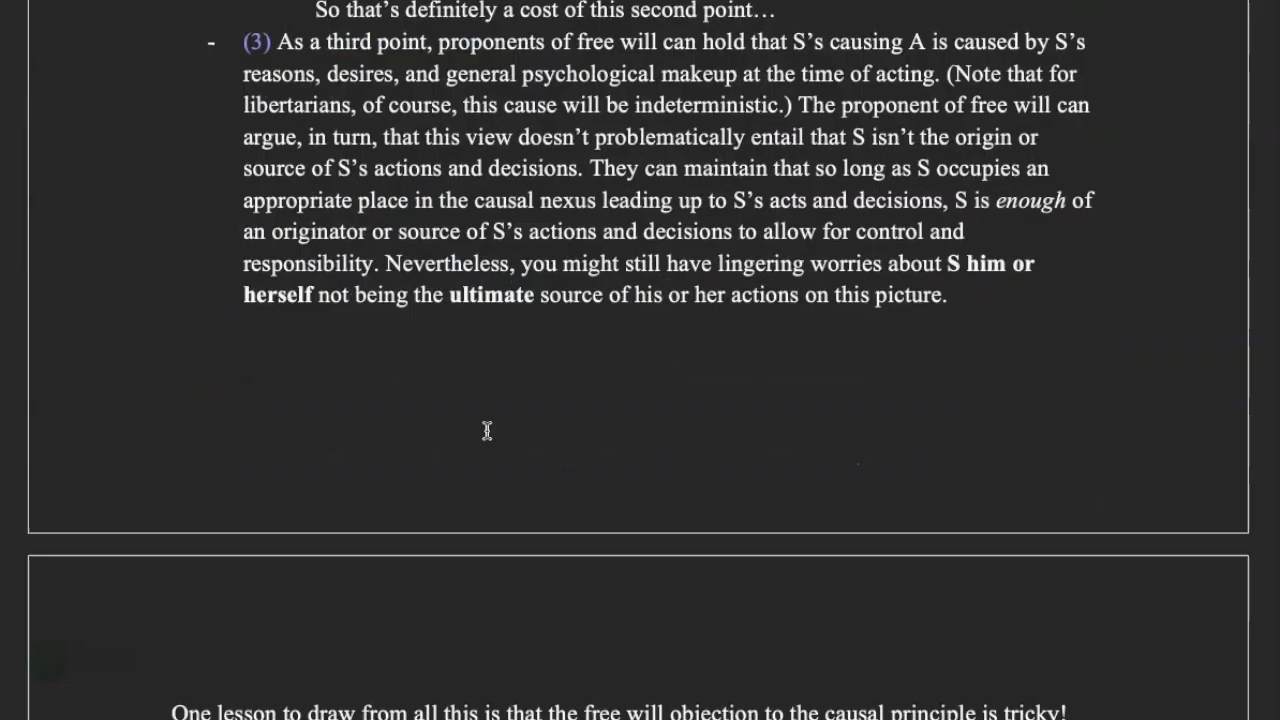 So that’s definitely a cost of this second point…
- (3) As a third point, proponents of free will can hold that S’s causing A is caused by S’s
reasons, desires, and general psychological makeup at the time of acting. (Note that for
libertarians, of course, this cause will be indeterministic.) The proponent of free will can
argue, in turn, that this view doesn’t problematically entail that S isn’t the origin or
source of S’s actions and decisions. They can maintain that so long as S occupies an
appropriate place in the causal nexus leading up to S’s acts and decisions, S is enough of
an originator or source of S’s actions and decisions to allow for control and
responsibility. Nevertheless, you might still have lingering worries about S him or
herself not being the ultimate source of his or her actions on this picture.
One lesson to draw from all this is that the free will objection to the causal principle is tricky!